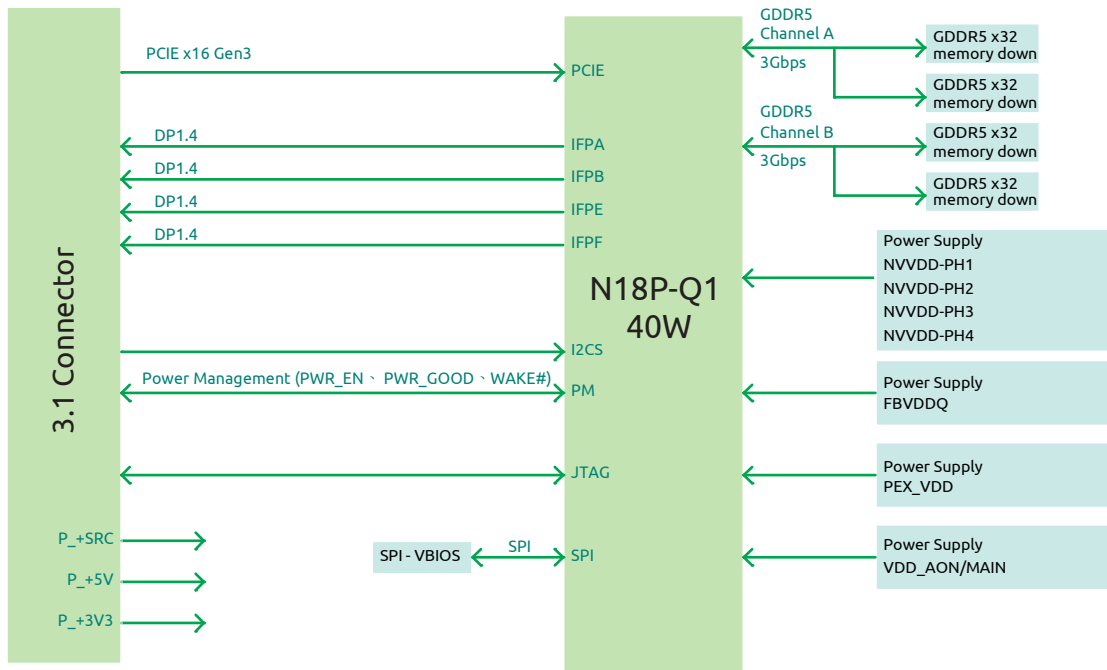 3.1 Connector
PCIE x16 Gen3
DP1.4
DP1.4
DP1.4
DP1.4
Power Management (PWR_EN、 PWR_GOOD、WAKE#)
P_+SRC
P_+5V
P_+3V3
SPI - VBIOS
SPI
PCIE
IFPA
IFPB
IFPE
IFPF
N18P-Q1
40W
I2CS
PM
JTAG
SPI
GDDR5
Channel A
3Gbps
GDDR5 x32
memory down
GDDR5 x32
memory down
GDDR5
Channel B
3Gbps
GDDR5 x32
memory down
GDDR5 x32
memory down
Power Supply
NVVDD-PH1
NVVDD-PH2
NVVDD-PH3
NVVDD-PH4
Power Supply
FBVDDQ
Power Supply
PEX_VDD
Power Supply
VDD_AON/MAIN